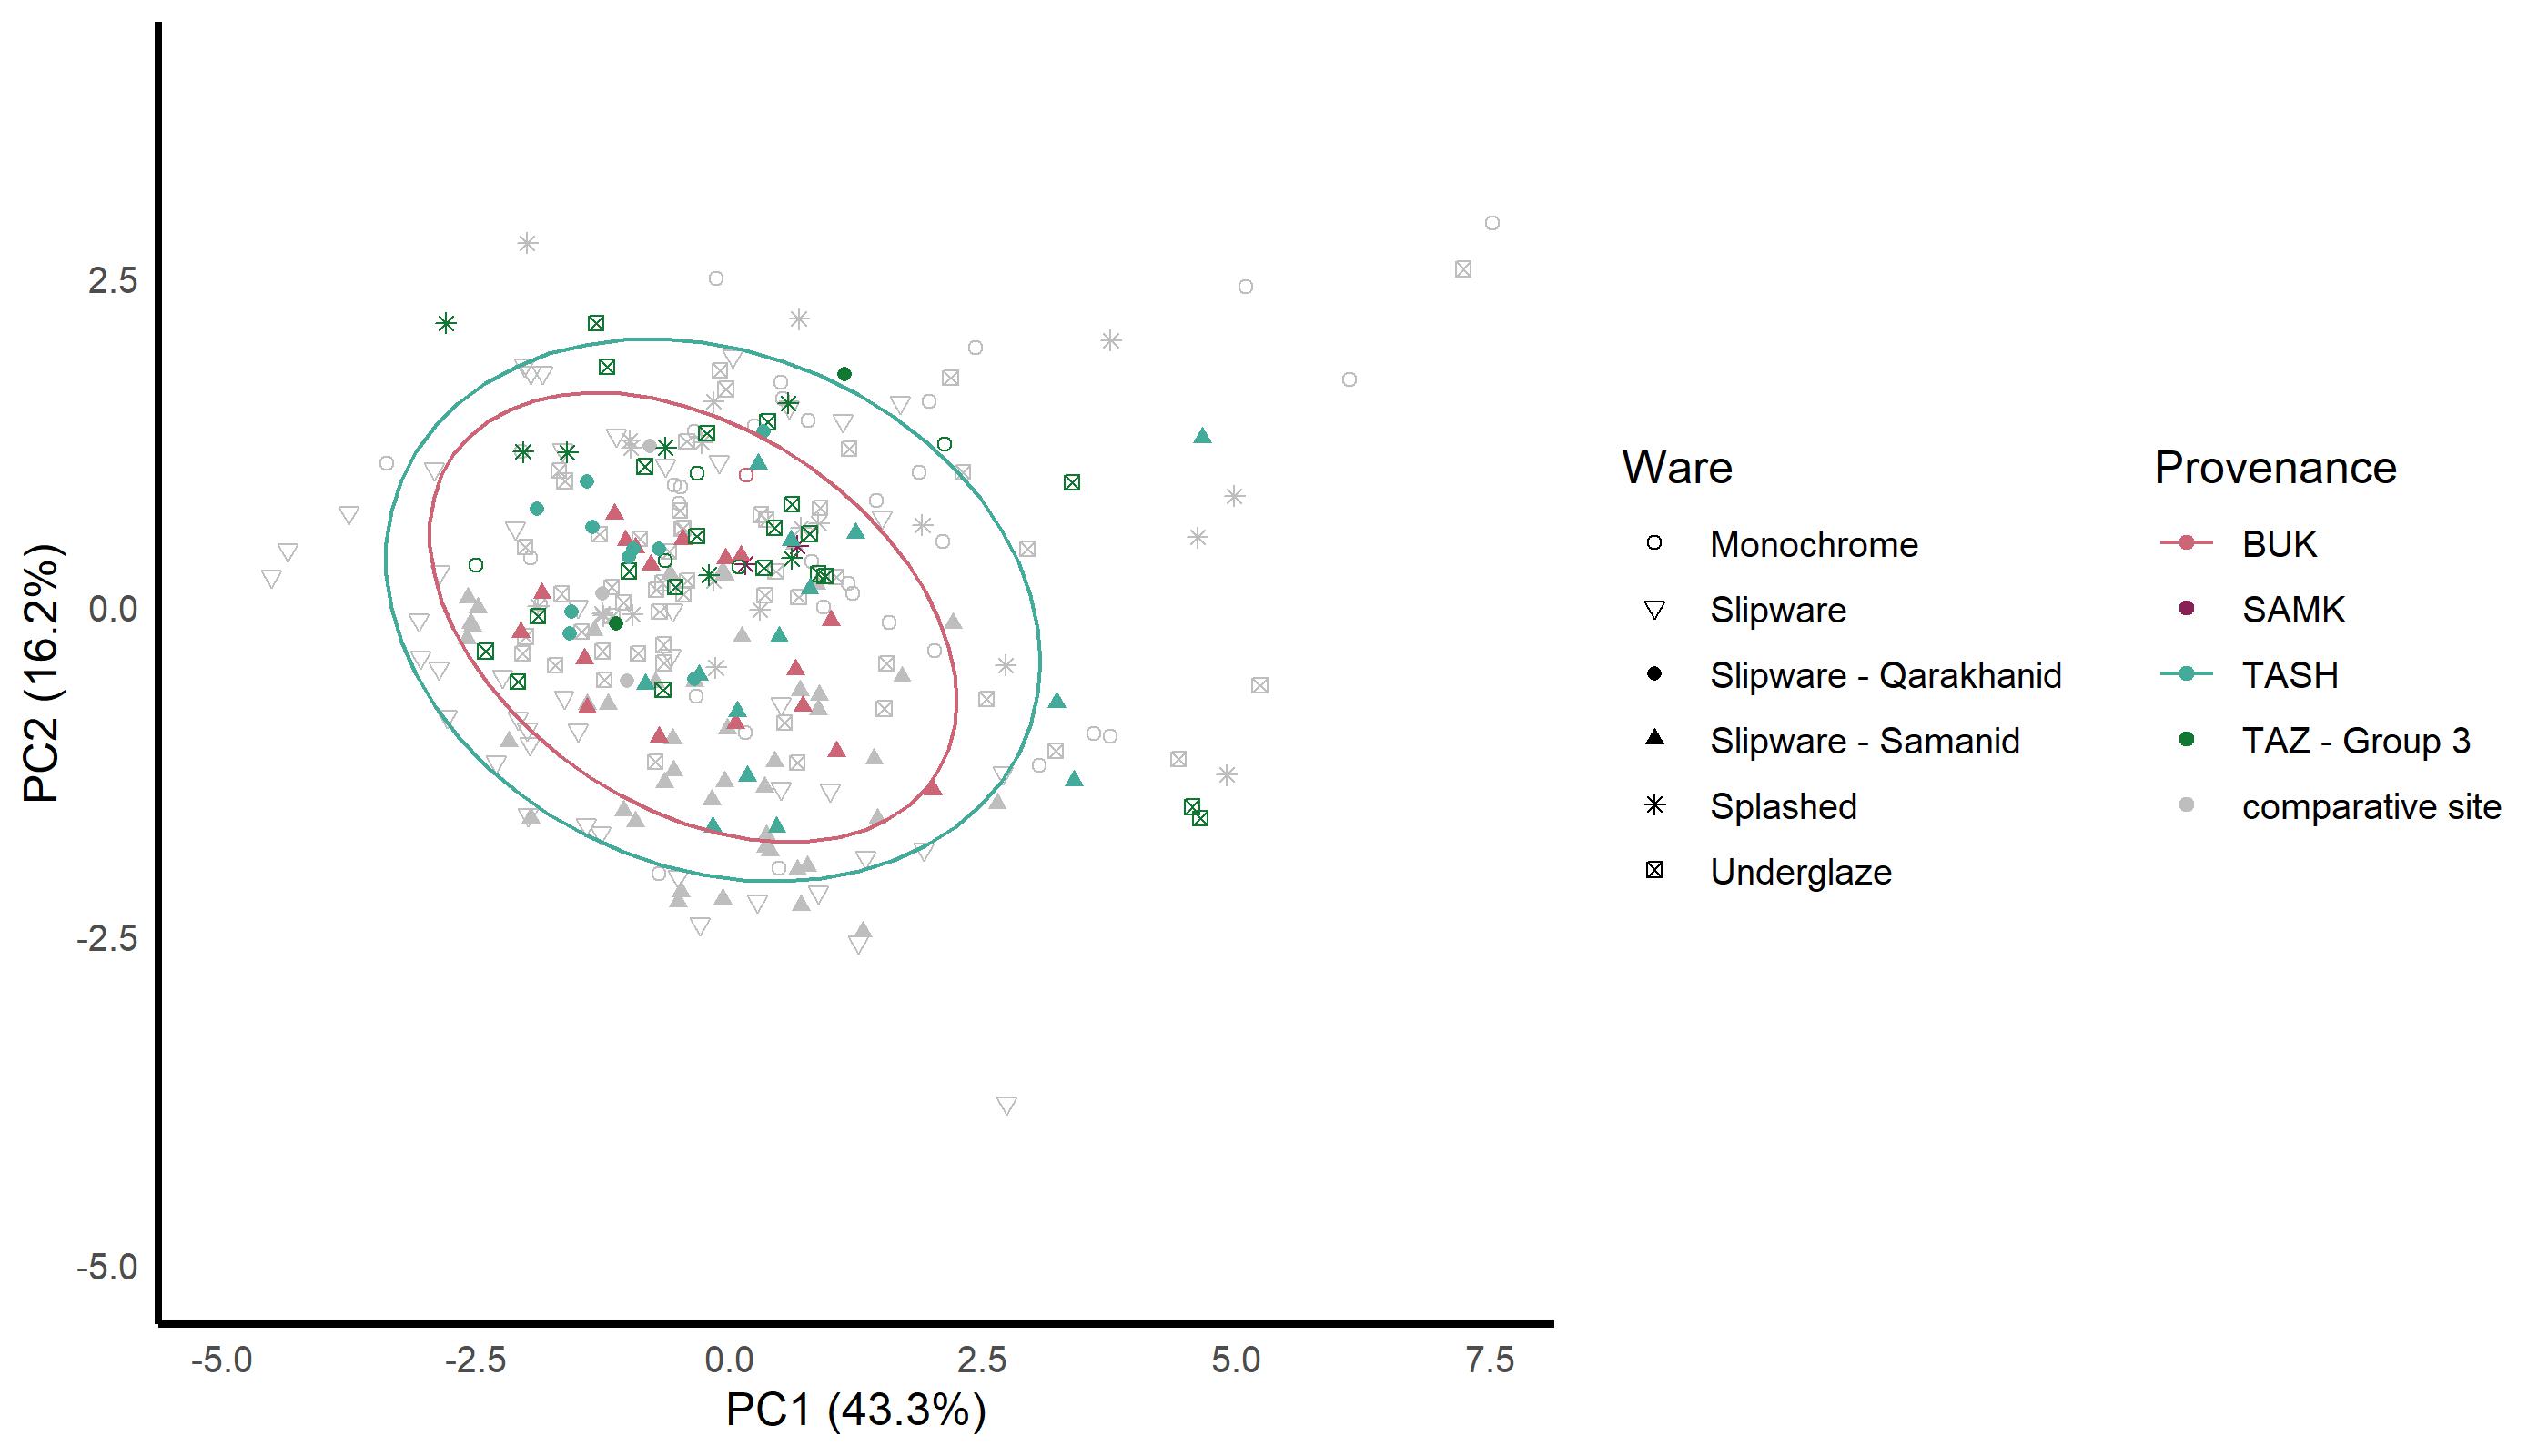 PC2 (16.2%)
2.5
0.0
-2.5
-5.0
-5.0
-2.5
0.0
2.5
5.0
7.5
PC1 (43.3%)
Ware
Monochrome
Slipware
Slipware - Qarakhanid
Slipware - Samanid
Splashed
Underglaze
Provenance
BUK
SAMK
TASH
TAZ - Group 3
comparative site